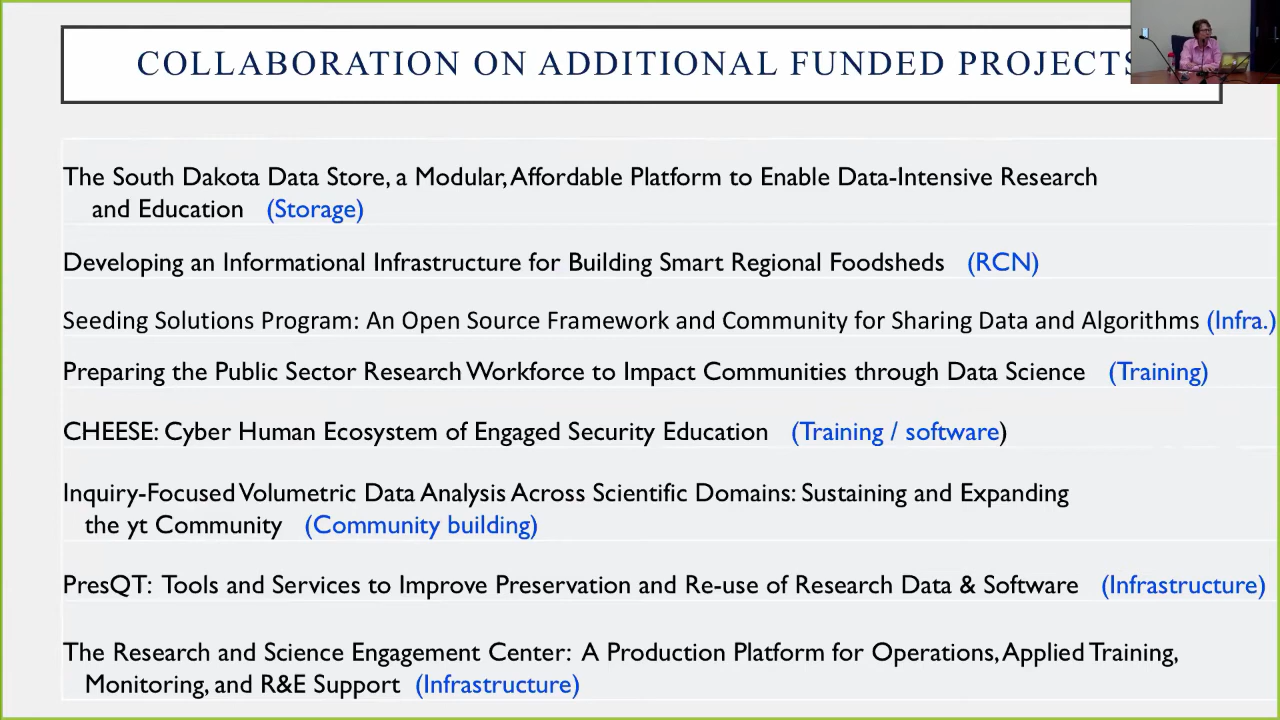 COLLABORATION ON ADDITIONAL FUNDED PROJECTS
The South Dakota Data Store, a Modular, Affordable Platform to Enable Data-Intensive Research
and Education (Storage)
Developing an Informational Infrastructure for Building Smart Regional Foodsheds (RCN)
Seeding Solutions Program: An Open Source Framework and Community for Sharing Data and Algorithms (Infra.)
Preparing the Public Sector Research Workforce to Impact Communities through Data Science (Training)
CHEESE: Cyber Human Ecosystem of Engaged Security Education (Training / software)
Inquiry-Focused Volumetric Data Analysis Across Scientific Domains: Sustaining and Expanding
the yt Community (Community building)
PresQT: Tools and Services to Improve Preservation and Re-use of Research Data & Software (Infrastructure)
The Research and Science Engagement Center: A Production Platform for Operations, Applied Training,
Monitoring, and R&E Support (Infrastructure)